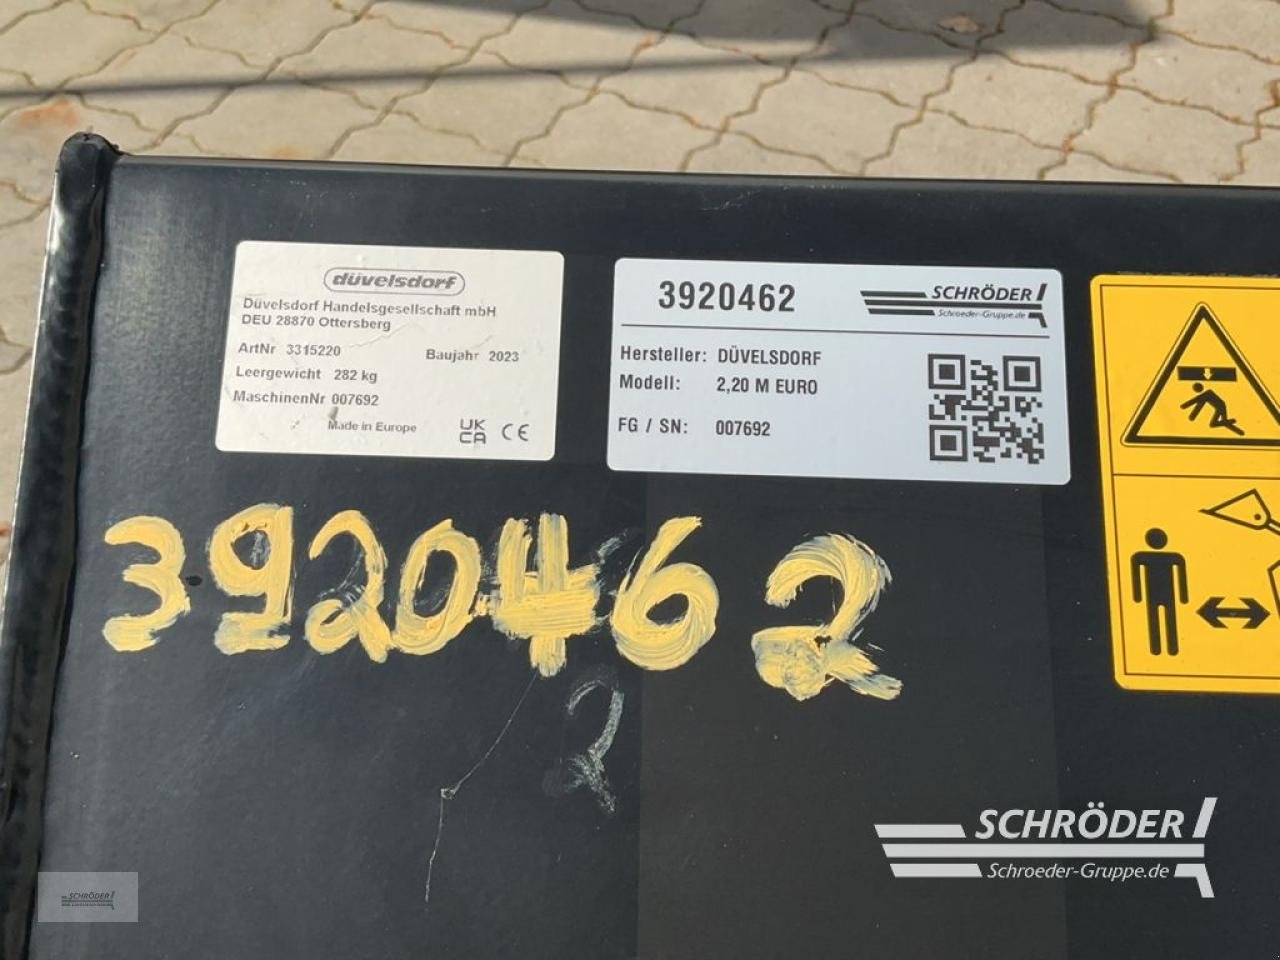 düvelsdorf
Düvelsdorf Handelsgesellschaft mbH
DEU 28870 Ottersberg
ArtNr 3315220 Baujahr 2023
Leergewicht 282 kg
MaschinenNr 007692
Made in Europe UK CA CE
3920462 SCHRÖDER
Schroeder-Gruppe.de
Hersteller: DÜVELSDORF
Modell: 2,20 M EURO
FG / SN: 007692
3920462
2
SCHRÖDER
Schroeder-Gruppe.de
SCHRÖDER